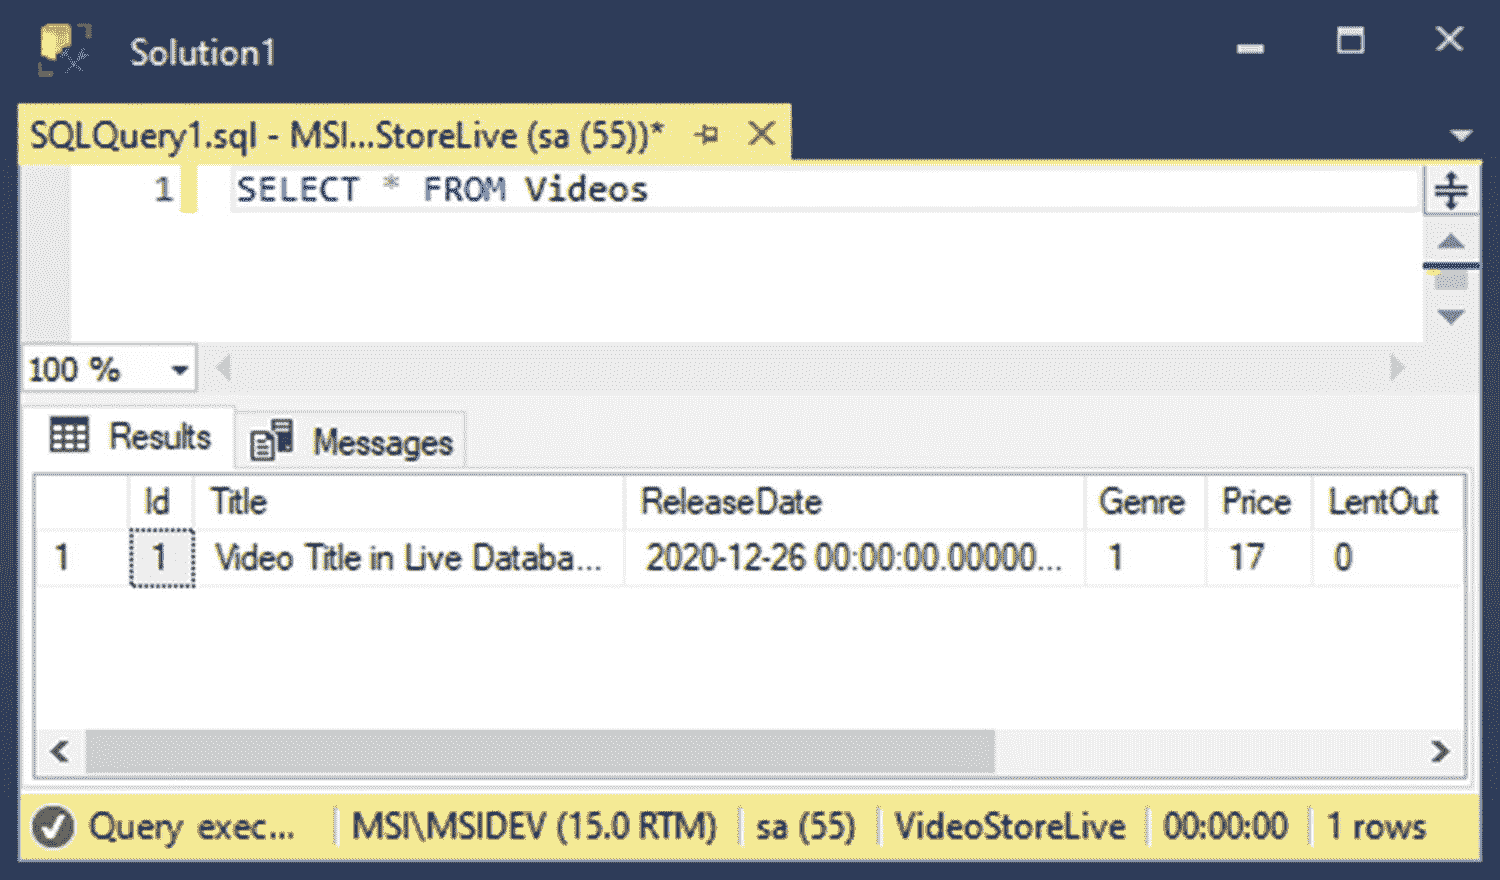 Solution1
SQLQuery1.sql - MSI...StoreLive (sa (55))*
1 SELECT * FROM Videos
100 %
Results Messages
Id Title ReleaseDate Genre Price LentOut
1 1 Video Title in Live Databa... 2020-12-26 00:00:00.00000... 1 17 0
Query exec... MSI\MSIDEV (15.0 RTM) sa (55) VideoStoreLive 00:00:00 1 rows